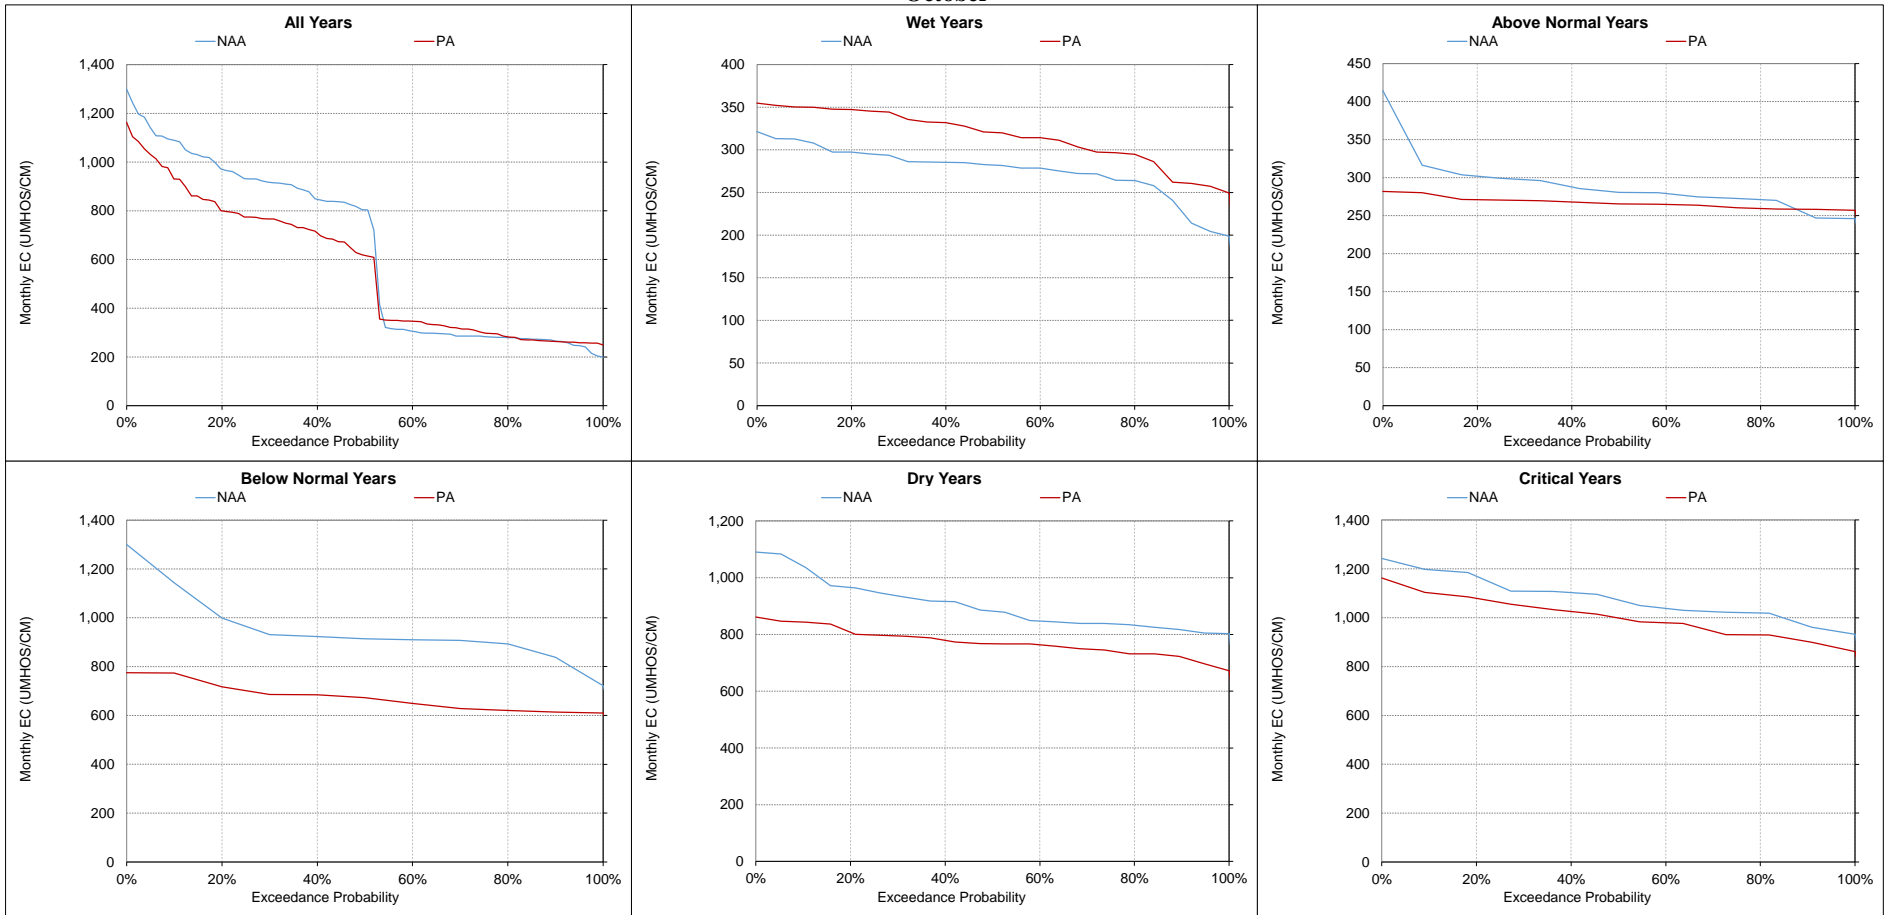 All Years
NAA PA
1,400
1,200
1,000
800
600
400
200
0
0% 20% 40% 60% 80% 100%
Monthly EC (UMHOS/CM)
Exceedance Probability
Wet Years
NAA PA
400
350
300
250
200
150
100
50
0
0% 20% 40% 60% 80% 100%
Monthly EC (UMHOS/CM)
Exceedance Probability
Above Normal Years
NAA PA
450
400
350
300
250
200
150
100
50
0
0% 20% 40% 60% 80% 100%
Monthly EC (UMHOS/CM)
Exceedance Probability
Below Normal Years
NAA PA
1,400
1,200
1,000
800
600
400
200
0
0% 20% 40% 60% 80% 100%
Monthly EC (UMHOS/CM)
Exceedance Probability
Dry Years
NAA PA
1,200
1,000
800
600
400
200
0
0% 20% 40% 60% 80% 100%
Monthly EC (UMHOS/CM)
Exceedance Probability
Critical Years
NAA PA
1,400
1,200
1,000
800
600
400
200
0
0% 20% 40% 60% 80% 100%
Monthly EC (UMHOS/CM)
Exceedance Probability